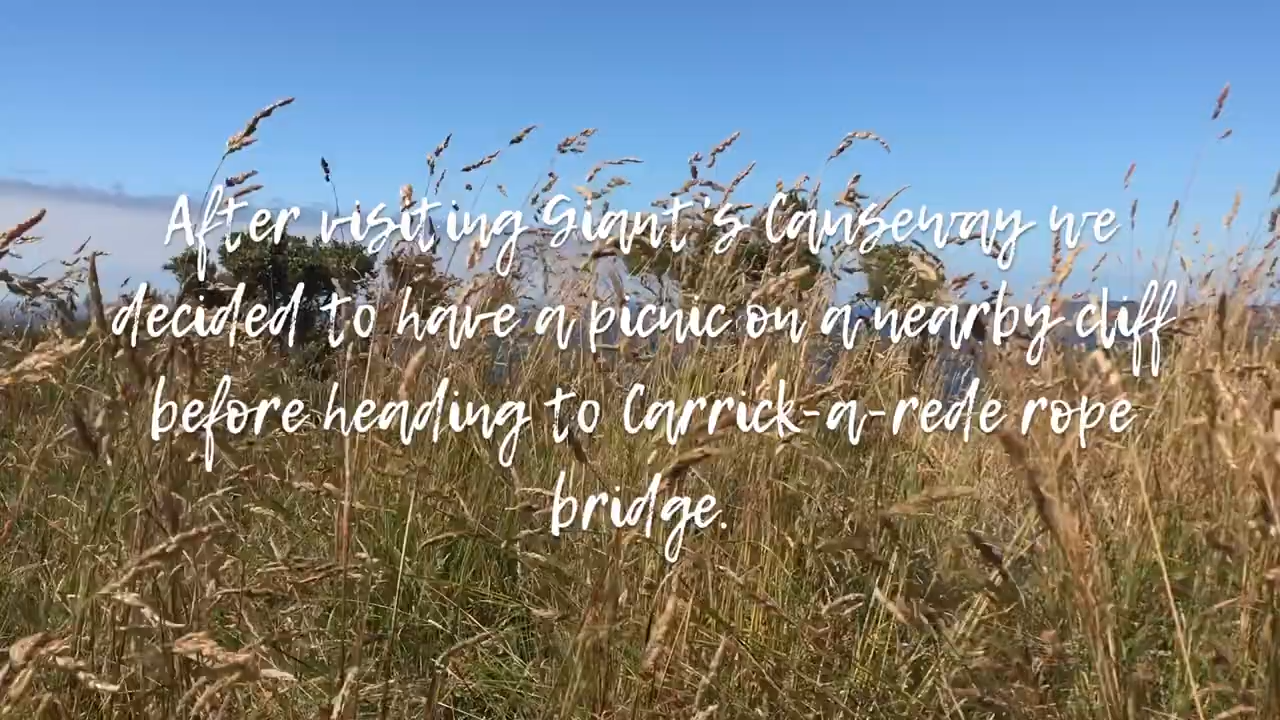 After visiting Giant's Causeway we
decided to have a picnic on a nearby cliff
before heading to Carrick-a-rede rope
bridge.